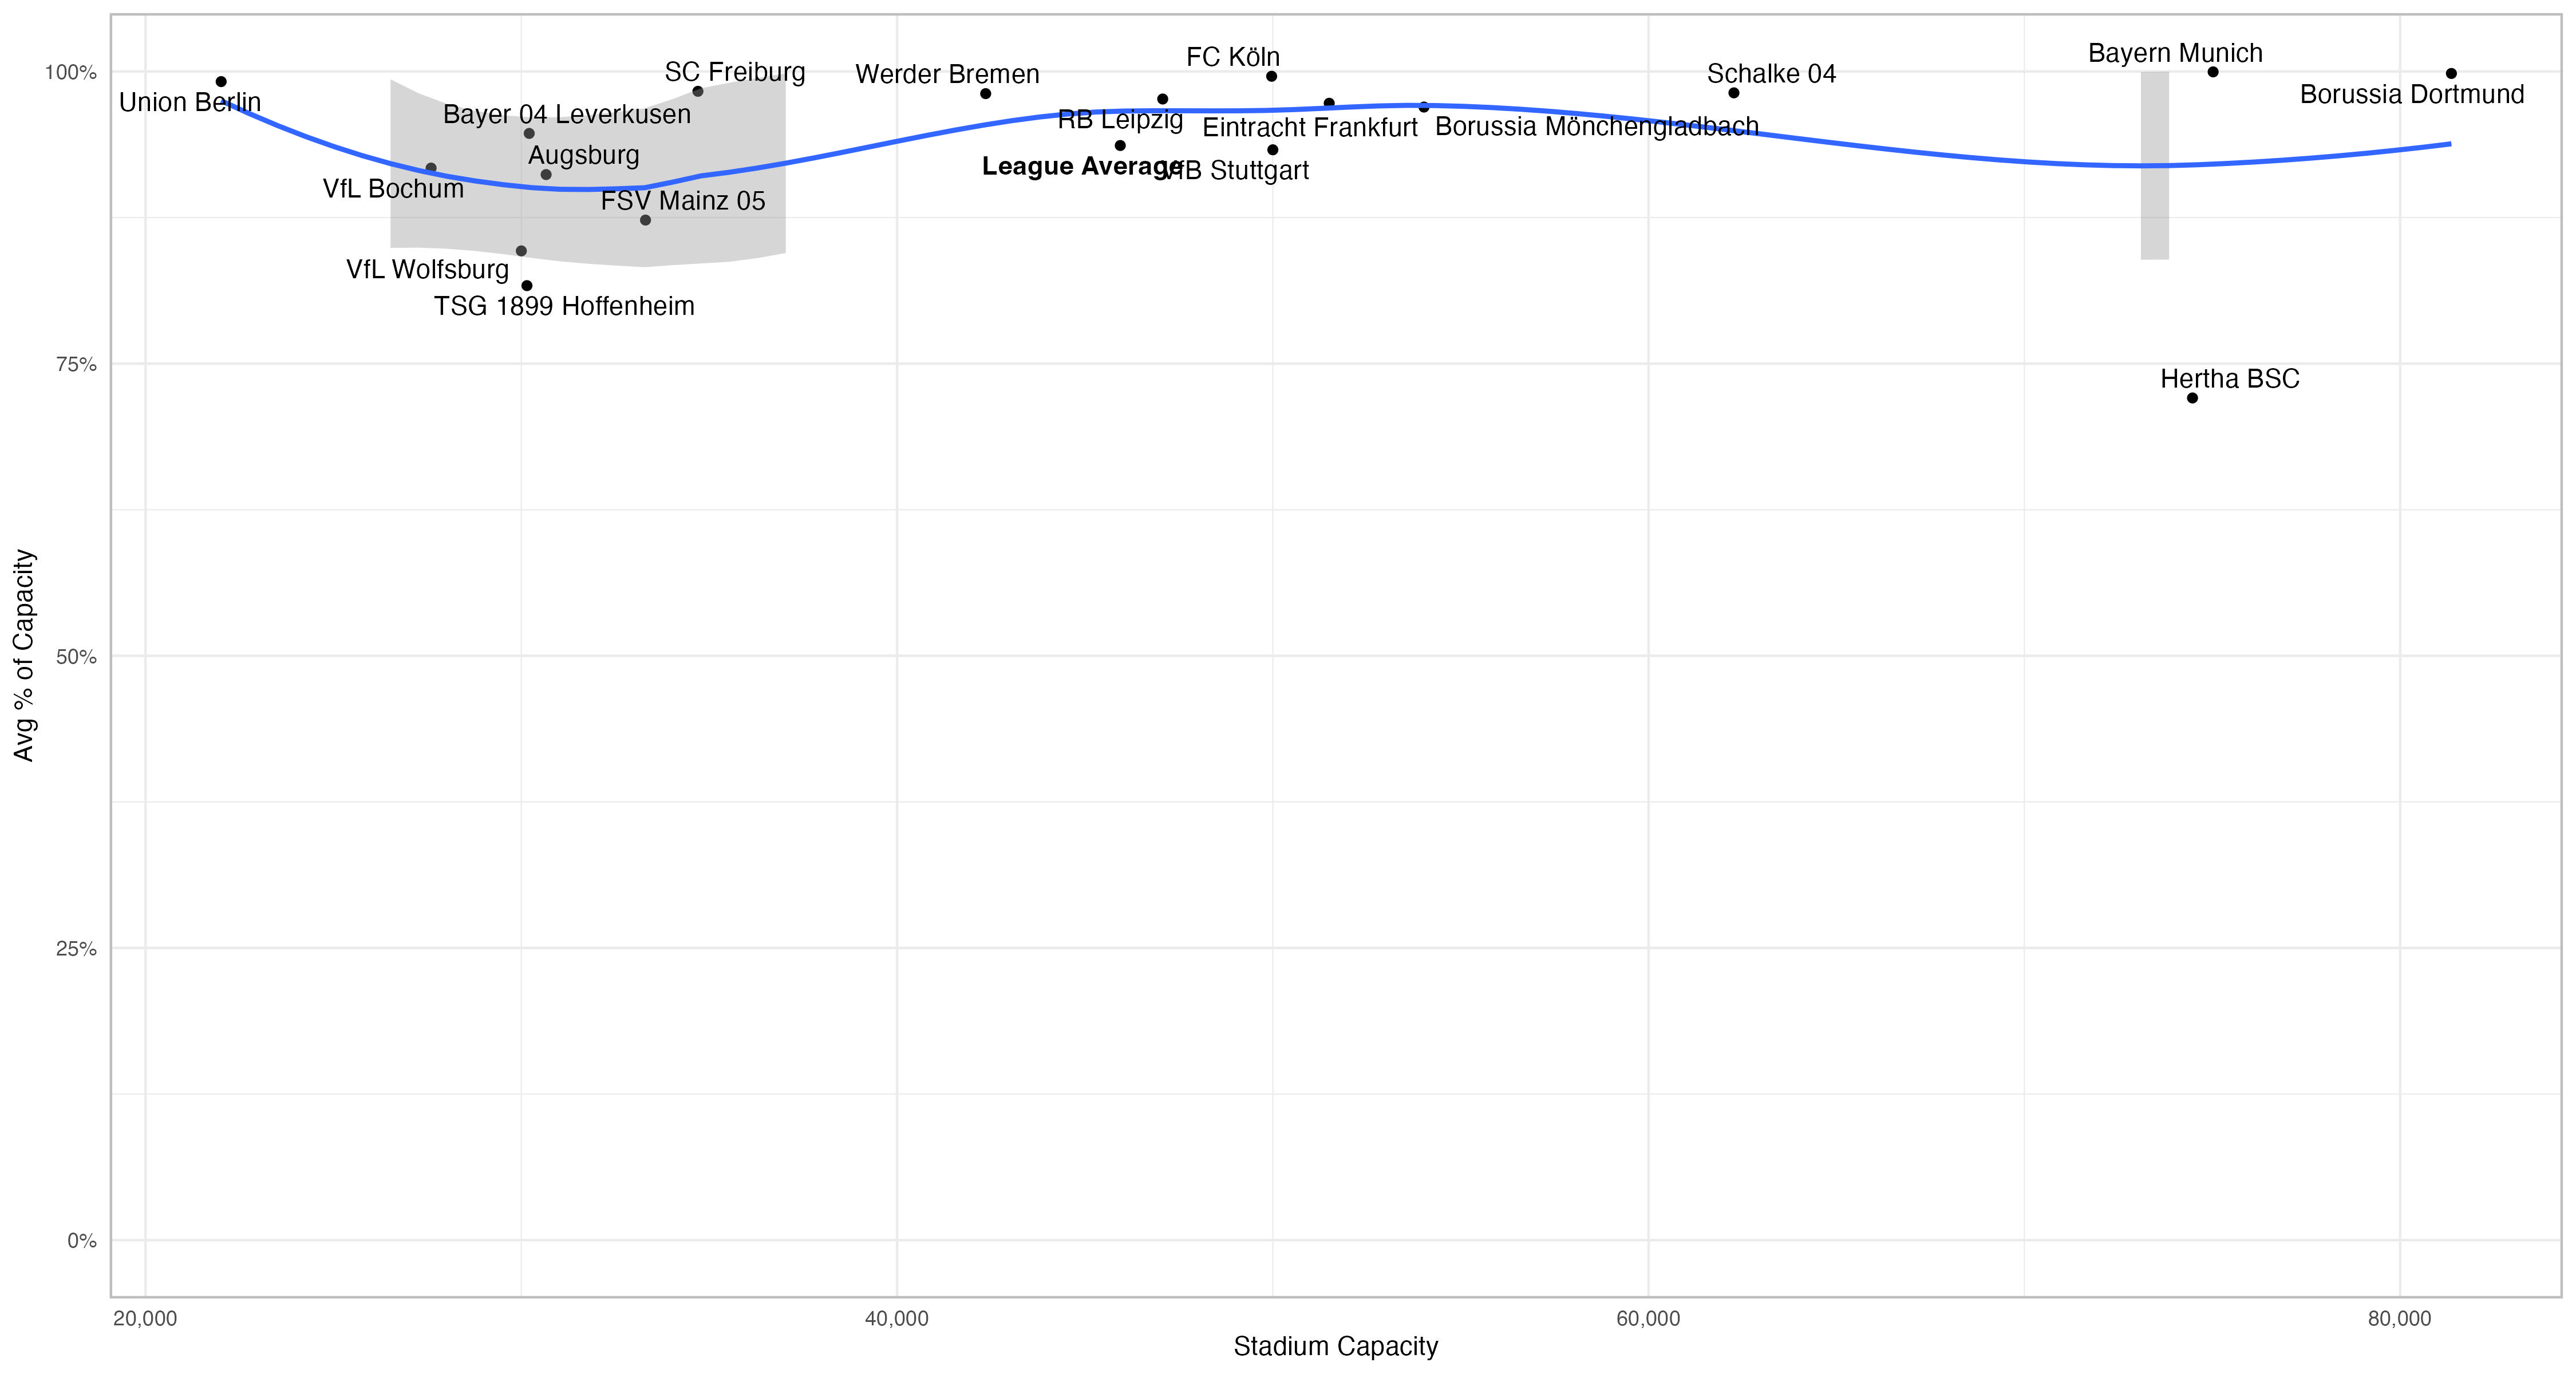 Bayern Munich
FC Köln
SC Freiburg
Werder Bremen
Schalke 04
100%
Union Berlin
Borussia Dortmund
Bayer 04 Leverkusen
RB Leipzig
Eintracht Frankfurt
Borussia Mönchengladbach
Augsburg
League Average
VfB Stuttgart
VfL Bochum
FSV Mainz 05
VfL Wolfsburg
TSG 1899 Hoffenheim
75%
Hertha BSC
Avg % of Capacity
50%
25%
0%
20,000
40,000
60,000
80,000
Stadium Capacity